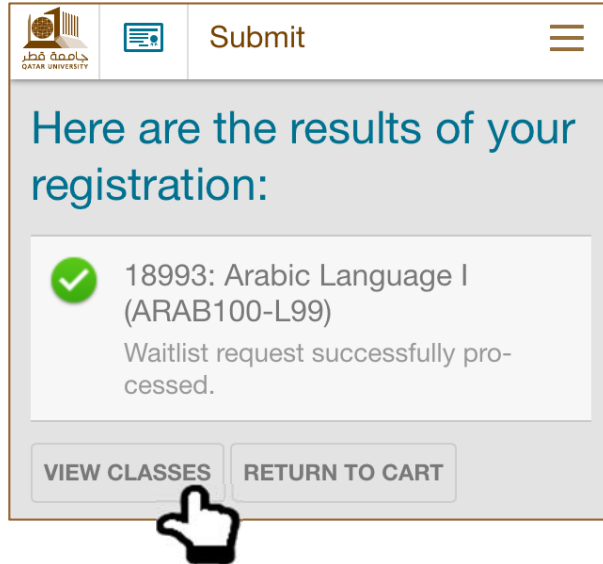 جامعة قطر
QATAR UNIVERSITY
Submit
Here are the results of your
registration:
18993: Arabic Language I
(ARAB100-L99)
Waitlist request successfully pro-
cessed.
VIEW CLASSES
RETURN TO CART